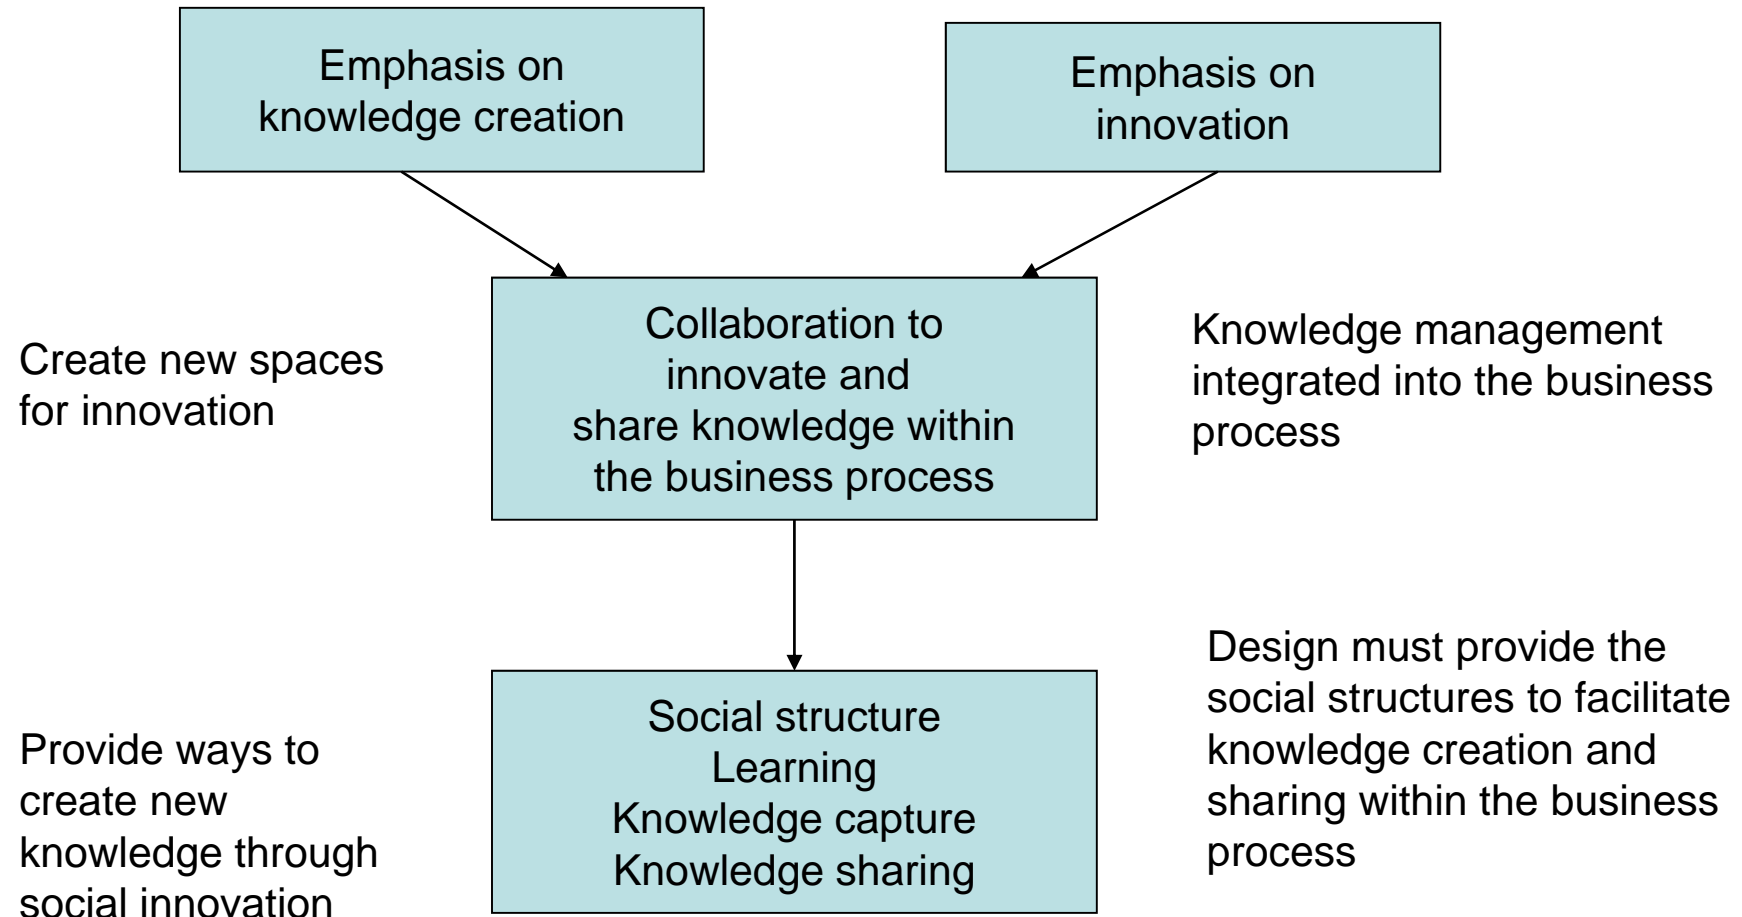 Emphasis on
knowledge creation
Emphasis on
innovation
Create new spaces
for innovation
Collaboration to
innovate and
share knowledge within
the business process
Knowledge management
integrated into the business
process
Provide ways to
create new
knowledge through
social innovation
Social structure
Learning
Knowledge capture
Knowledge sharing
Design must provide the
social structures to facilitate
knowledge creation and
sharing within the business
process